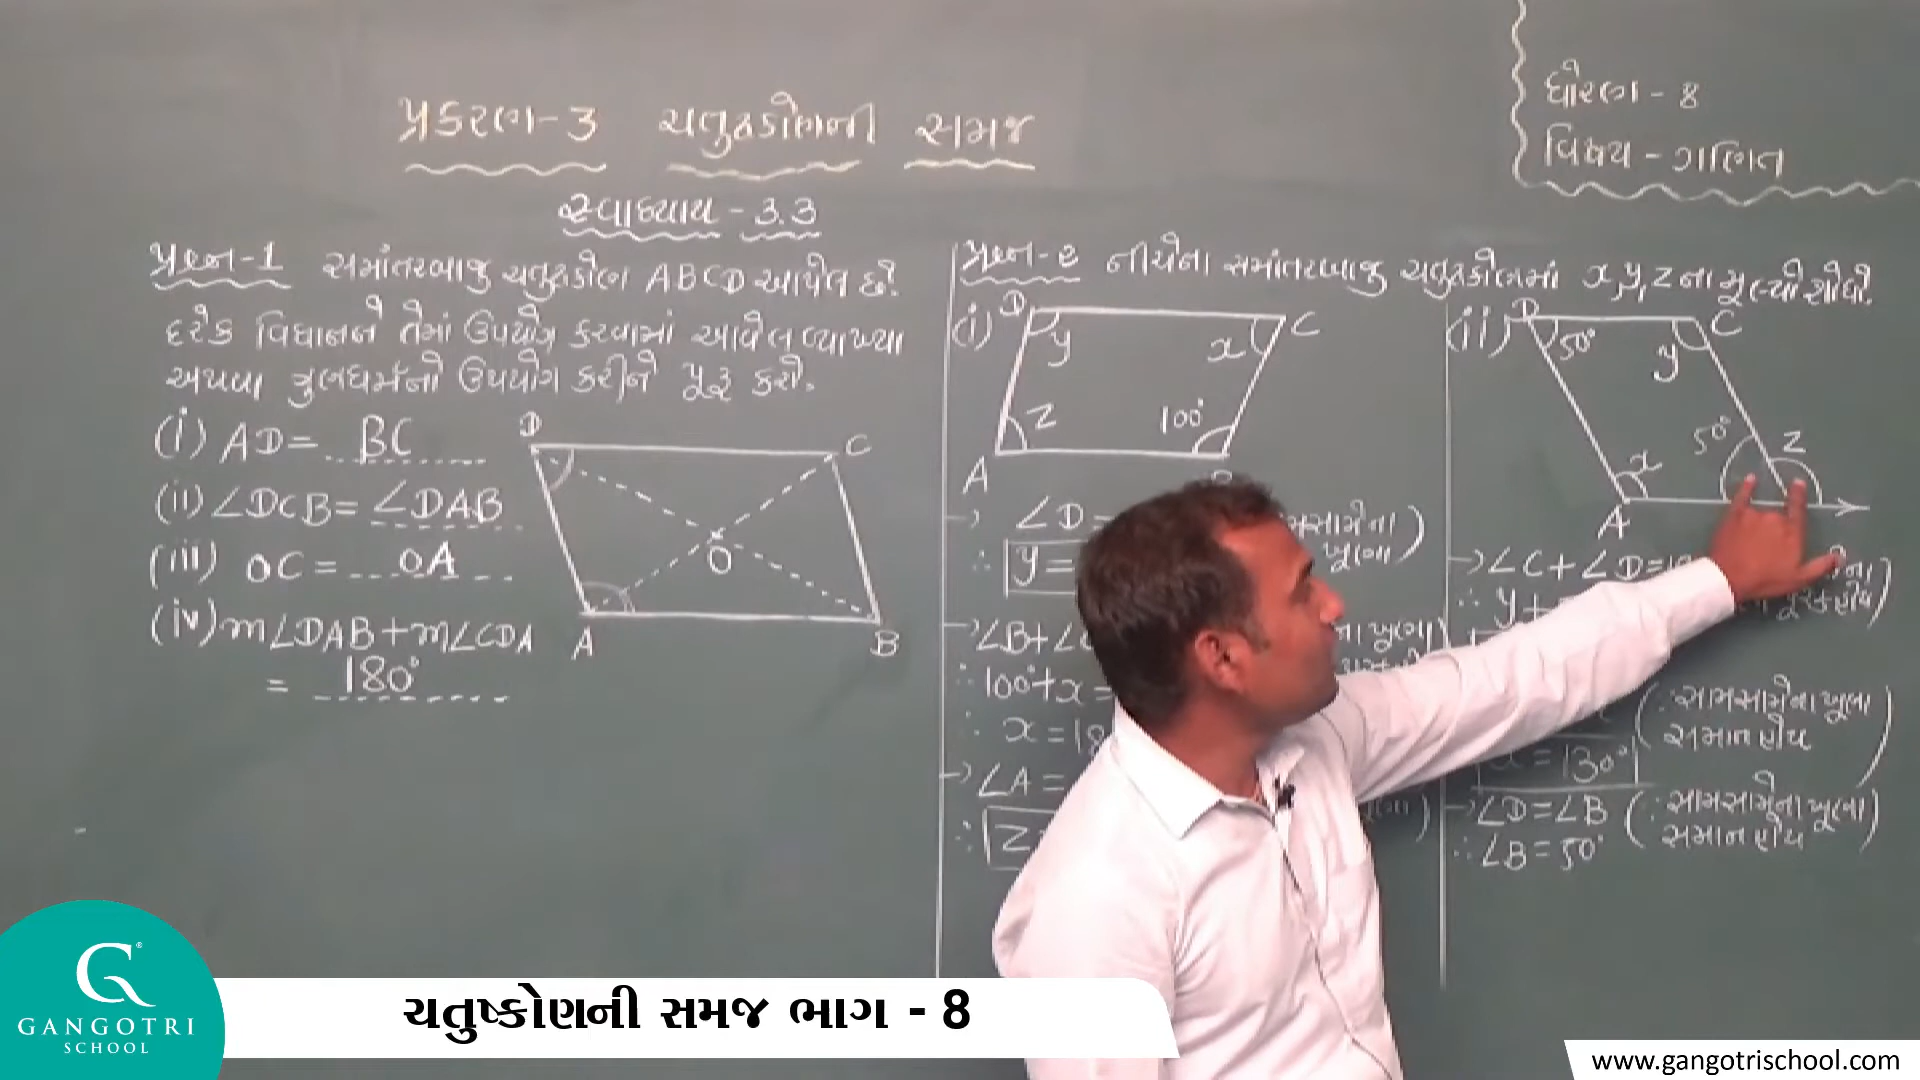 ધોરણ - 8
વિષય - ગણિત
પ્રકરણ-3 ચતુષ્કોણની સમજ
સ્વાધ્યાય - 3.3
પ્રશ્ન-1 સમાંતરબાજુ ચતુષ્કોણ ABCD આપેલ છે.
દરેક વિધાનને તેમાં ઉપયોગ કરવામાં આવેલ વ્યાખ્યા
અથવા ગુણધર્મનો ઉપયોગ કરીને પૂરૂ કરો.
(i) AD = BC
(ii) ∠DCB = ∠DAB
(iii) OC = OA
(iv) m∠DAB + m∠CDA
= 180°
D C
O
A B
પ્રશ્ન-2 નીચેના સમાંતરબાજુ ચતુષ્કોણમાં x,y,z ના મૂલ્યો શોધો.
(i) D C
y x
z 100°
A
∠D =
સામેના
∴ y =
ખૂણા)
→ ∠B + ∠
∴ 100° + x =
∴ x = 18
→ ∠A =
∴ z
(ii) D C
50° y
50° z
x
A
→ ∠C + ∠D = 1
∴ y +
(∵ સામસામેના ખૂણા
સમાન હોય)
= 130°
→ ∠D = ∠B (∵ સામસામેના ખૂણા
સમાન હોય)
∴ ∠B = 50°
G®
GANGOTRI
SCHOOL
ચતુષ્કોણની સમજ ભાગ - 8
www.gangotrischool.com